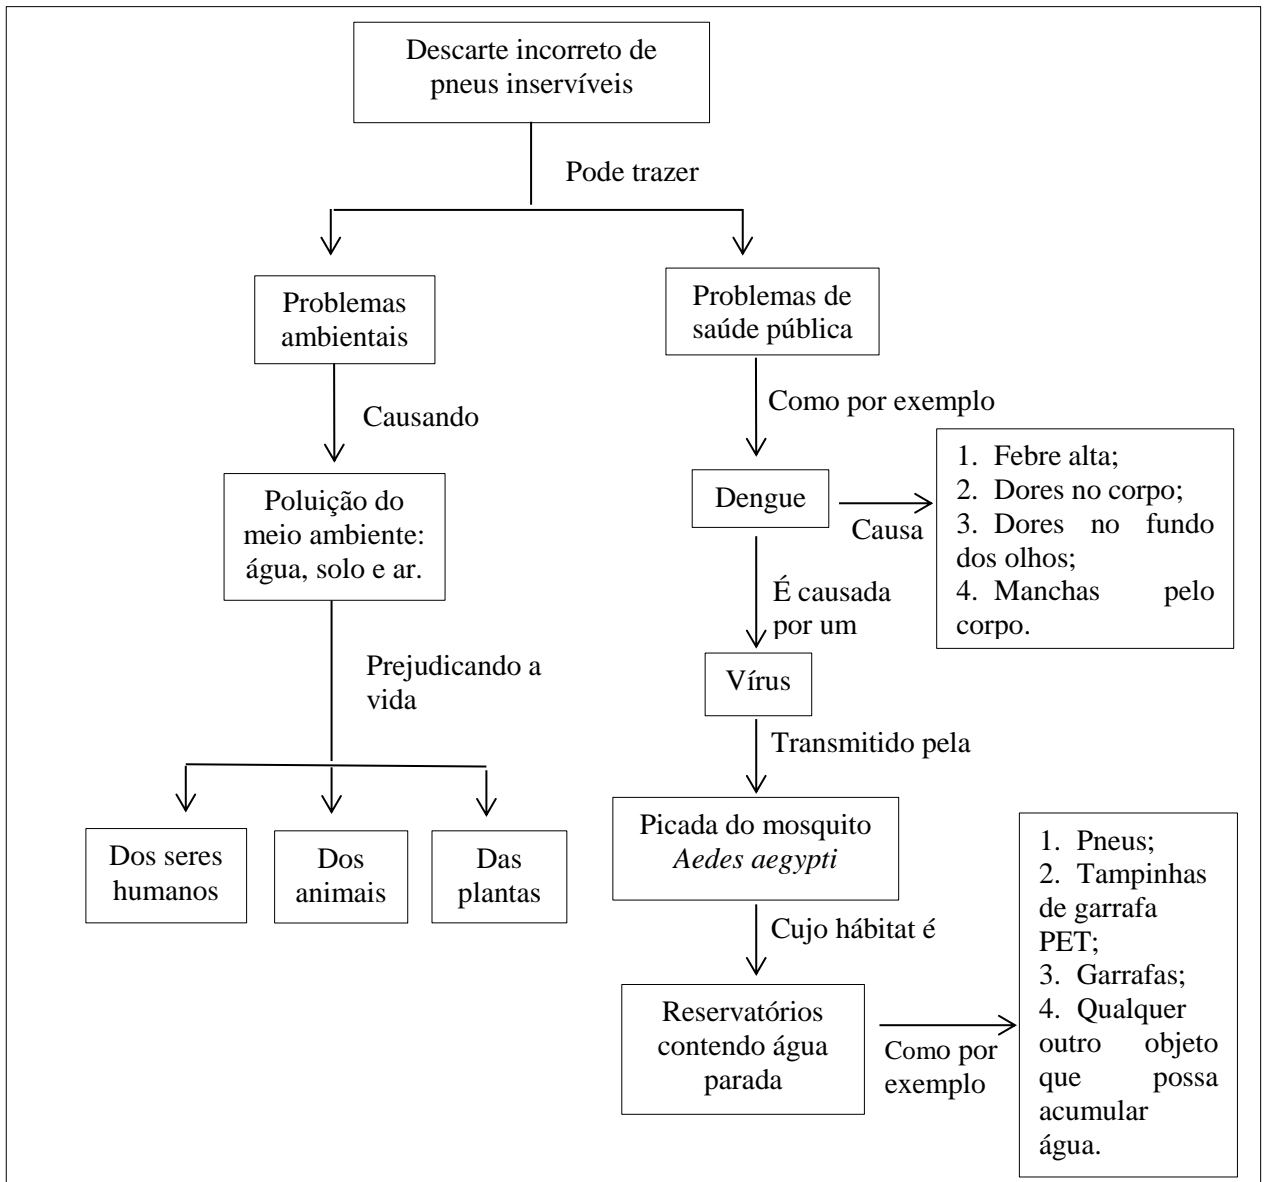 Descarte incorreto de
pneus inservíveis
Pode trazer
Problemas
ambientais
Causando
Poluição do
meio ambiente:
água, solo e ar.
Prejudicando a
vida
Dos seres
humanos
Dos
animais
Das
plantas
Problemas de
saúde pública
Como por exemplo
Dengue
Causa
1. Febre alta;
2. Dores no corpo;
3. Dores no fundo
dos olhos;
4. Manchas pelo
corpo.
É causada
por um
Vírus
Transmitido pela
Picada do mosquito
Aedes aegypti
Cujo hábitat é
Reservatórios
contendo água
parada
Como por
exemplo
1. Pneus;
2. Tampinhas
de garrafa
PET;
3. Garrafas;
4. Qualquer
outro objeto
que possa
acumular
água.